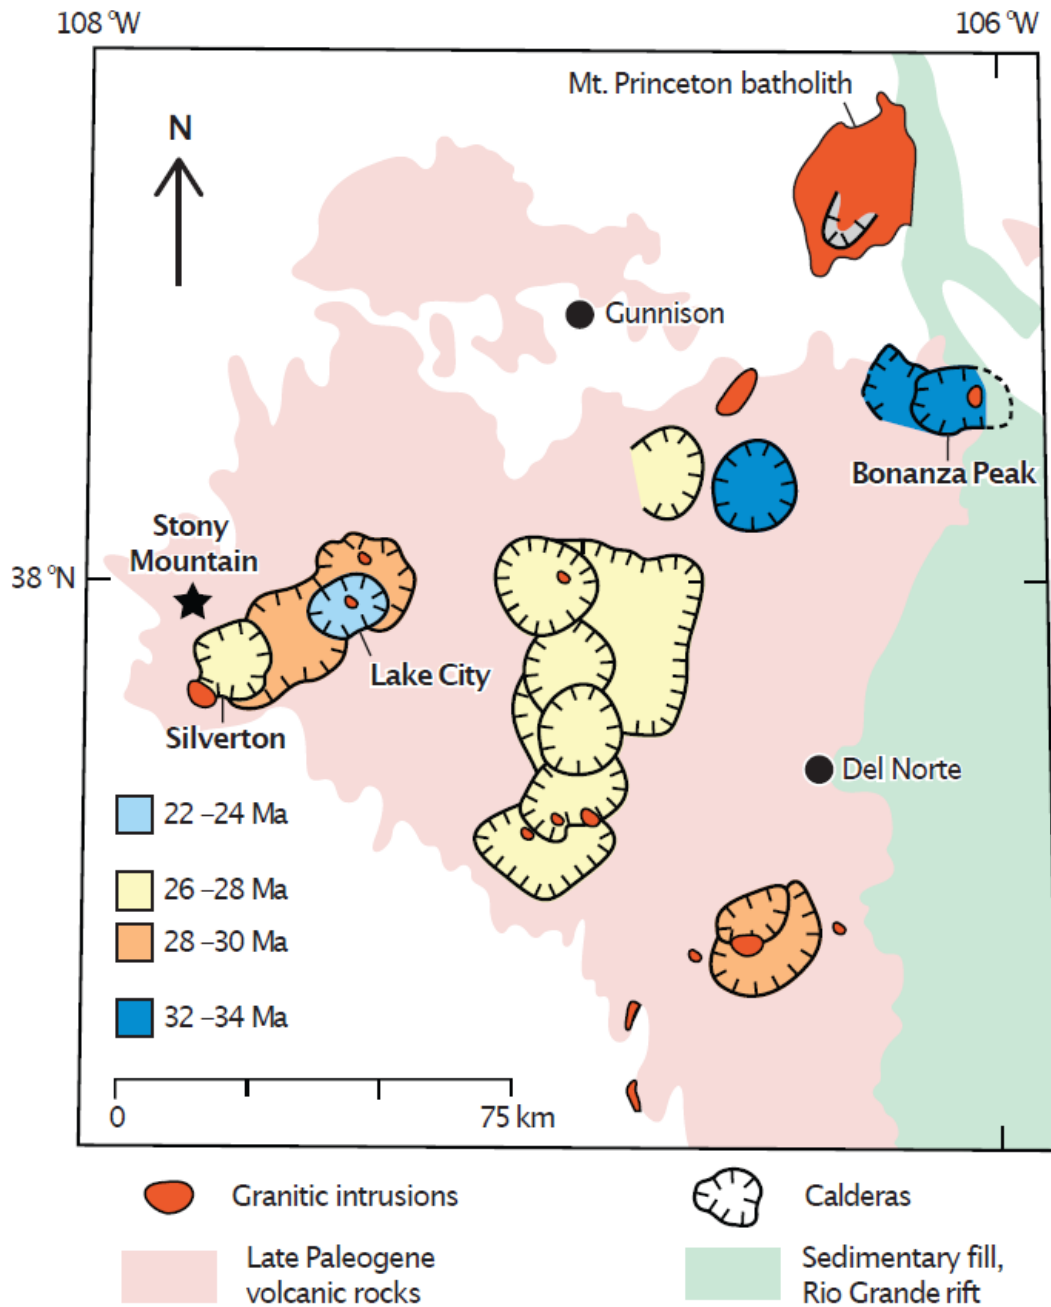 108 °W
106 °W
Mt. Princeton batholith
N
Gunnison
Bonanza Peak
Stony
Mountain
38 °N
Lake City
Silverton
Del Norte
22 –24 Ma
26 –28 Ma
28 –30 Ma
32 –34 Ma
0
75 km
Granitic intrusions
Calderas
Late Paleogene
volcanic rocks
Sedimentary fill,
Rio Grande rift